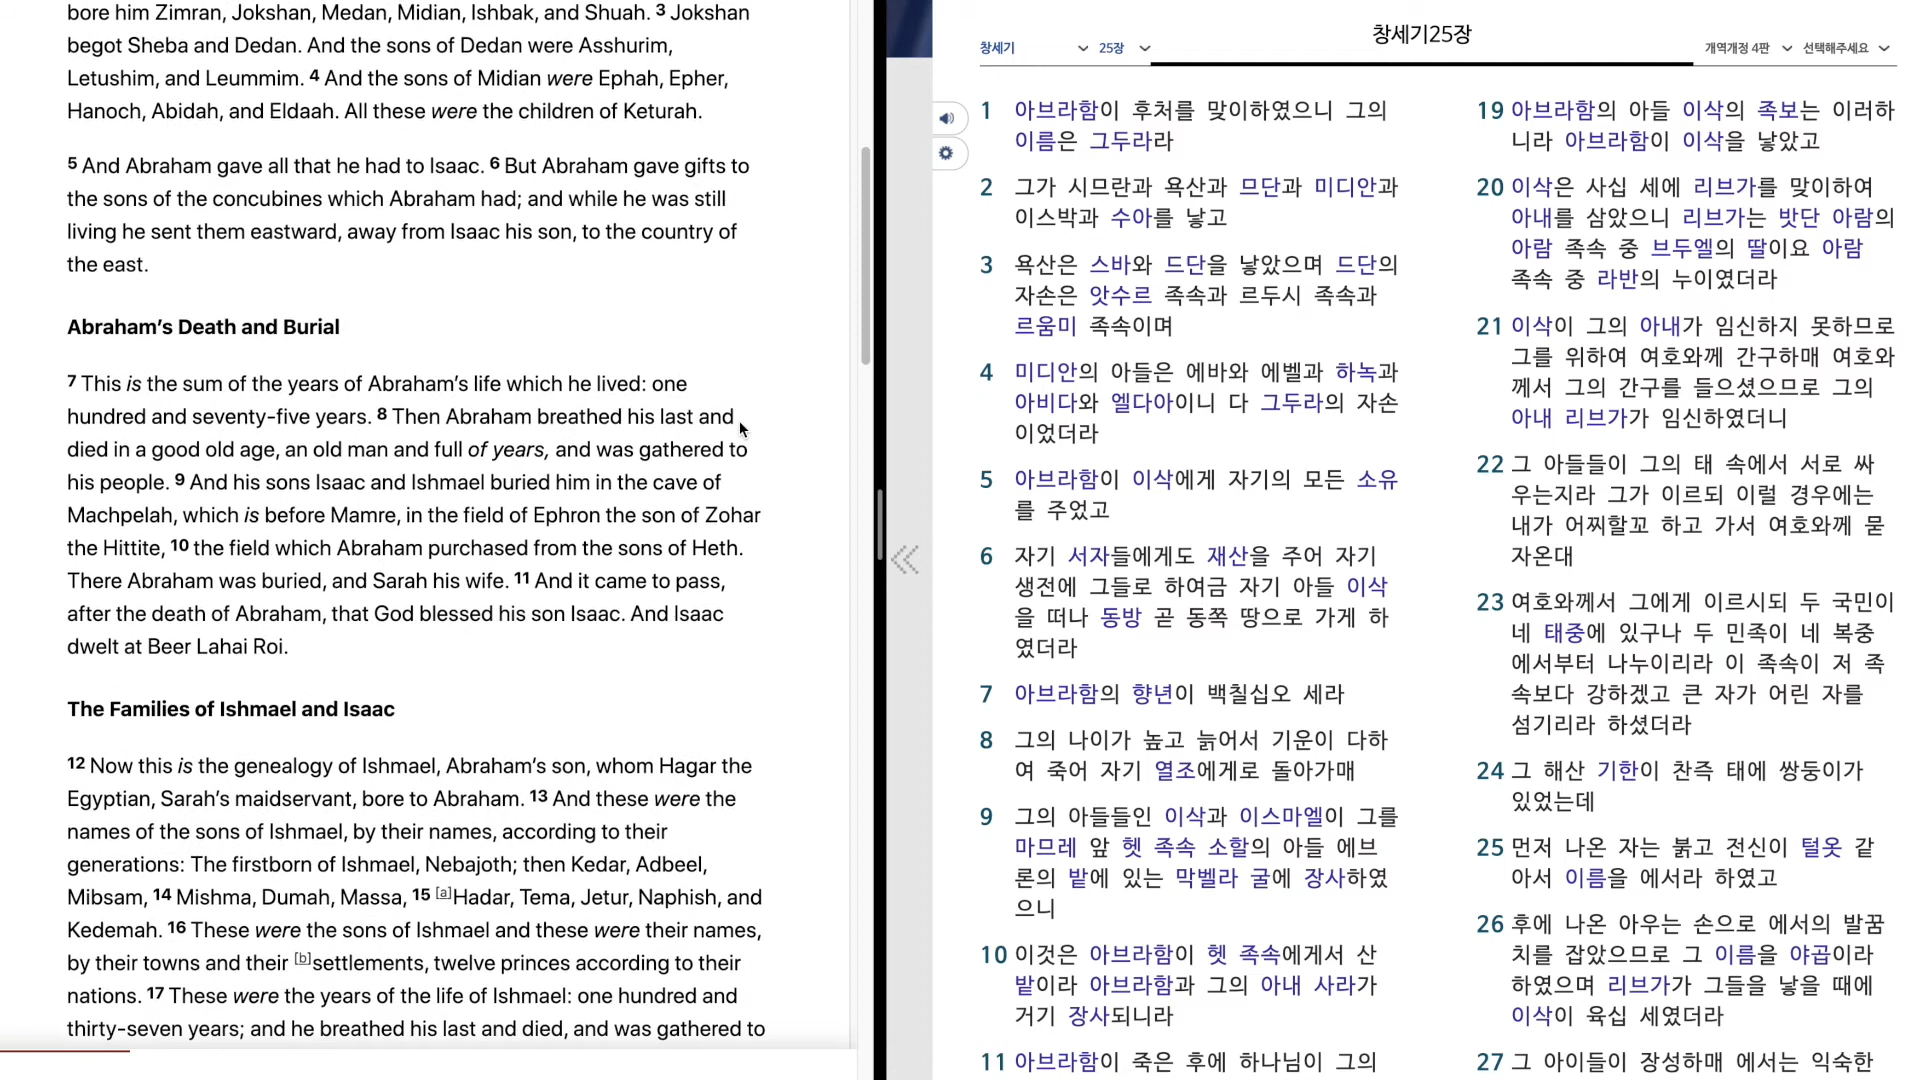 bore him Zimran, Jokshan, Medan, Midian, Ishbak, and Shuah. 3 Jokshan
begot Sheba and Dedan. And the sons of Dedan were Asshurim,
Letushim, and Leummim. 4 And the sons of Midian were Ephah, Epher,
Hanoch, Abidah, and Eldaah. All these were the children of Keturah.
5 And Abraham gave all that he had to Isaac. 6 But Abraham gave gifts to
the sons of the concubines which Abraham had; and while he was still
living he sent them eastward, away from Isaac his son, to the country of
the east.
Abraham's Death and Burial
7 This is the sum of the years of Abraham's life which he lived: one
hundred and seventy-five years. 8 Then Abraham breathed his last and
died in a good old age, an old man and full of years, and was gathered to
his people. 9 And his sons Isaac and Ishmael buried him in the cave of
Machpelah, which is before Mamre, in the field of Ephron the son of Zohar
the Hittite, 10 the field which Abraham purchased from the sons of Heth.
There Abraham was buried, and Sarah his wife. 11 And it came to pass,
after the death of Abraham, that God blessed his son Isaac. And Isaac
dwelt at Beer Lahai Roi.
The Families of Ishmael and Isaac
12 Now this is the genealogy of Ishmael, Abraham's son, whom Hagar the
Egyptian, Sarah's maidservant, bore to Abraham. 13 And these were the
names of the sons of Ishmael, by their names, according to their
generations: The firstborn of Ishmael, Nebajoth; then Kedar, Adbeel,
Mibsam, 14 Mishma, Dumah, Massa, 15 [a]Hadar, Tema, Jetur, Naphish, and
Kedemah. 16 These were the sons of Ishmael and these were their names,
by their towns and their [b]settlements, twelve princes according to their
nations. 17 These were the years of the life of Ishmael: one hundred and
thirty-seven years; and he breathed his last and died, and was gathered to
창세기25장
창세기 25장 개역개정 4판 선택해주세요
1 아브라함이 후처를 맞이하였으니 그의
이름은 그두라라
2 그가 시므란과 욕산과 므단과 미디안과
이스박과 수아를 낳고
3 욕산은 스바와 드단을 낳았으며 드단의
자손은 앗수르 족속과 르두시 족속과
르움미 족속이며
4 미디안의 아들은 에바와 에벨과 하녹과
아비다와 엘다아이니 다 그두라의 자손
이었더라
5 아브라함이 이삭에게 자기의 모든 소유
를 주었고
6 자기 서자들에게도 재산을 주어 자기
생전에 그들로 하여금 자기 아들 이삭
을 떠나 동방 곧 동쪽 땅으로 가게 하
였더라
7 아브라함의 향년이 백칠십오 세라
8 그의 나이가 높고 늙어서 기운이 다하
여 죽어 자기 열조에게로 돌아가매
9 그의 아들들인 이삭과 이스마엘이 그를
마므레 앞 헷 족속 소할의 아들 에브
론의 밭에 있는 막벨라 굴에 장사하였
으니
10 이것은 아브라함이 헷 족속에게서 산
밭이라 아브라함과 그의 아내 사라가
거기 장사되니라
11 아브라함이 죽은 후에 하나님이 그의
19 아브라함의 아들 이삭의 족보는 이러하
니라 아브라함이 이삭을 낳았고
20 이삭은 사십 세에 리브가를 맞이하여
아내를 삼았으니 리브가는 밧단 아람의
아람 족속 중 브두엘의 딸이요 아람
족속 중 라반의 누이였더라
21 이삭이 그의 아내가 임신하지 못하므로
그를 위하여 여호와께 간구하매 여호와
께서 그의 간구를 들으셨으므로 그의
아내 리브가가 임신하였더니
22 그 아들들이 그의 태 속에서 서로 싸
우는지라 그가 이르되 이럴 경우에는
내가 어찌할꼬 하고 가서 여호와께 묻
자온대
23 여호와께서 그에게 이르시되 두 국민이
네 태중에 있구나 두 민족이 네 복중
에서부터 나누이리라 이 족속이 저 족
속보다 강하겠고 큰 자가 어린 자를
섬기리라 하셨더라
24 그 해산 기한이 찬즉 태에 쌍둥이가
있었는데
25 먼저 나온 자는 붉고 전신이 털옷 같
아서 이름을 에서라 하였고
26 후에 나온 아우는 손으로 에서의 발꿈
치를 잡았으므로 그 이름을 야곱이라
하였으며 리브가가 그들을 낳을 때에
이삭이 육십 세였더라
27 그 아이들이 장성하매 에서는 익숙한